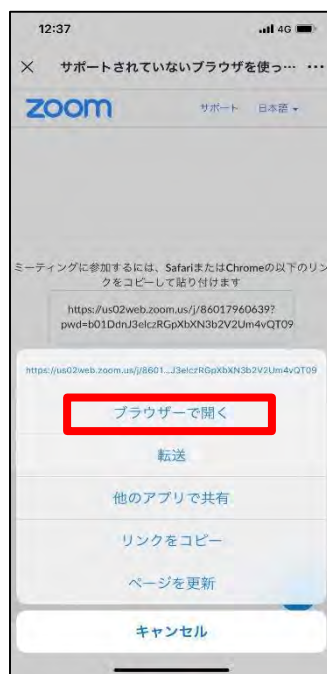 12:37
4G
× サポートされていないブラウザを使っ… …
zoom
サポート 日本語
ミーティングに参加するには、SafariまたはChromeの以下のリン
クをコピーして貼り付けます
https://us02web.zoom.us/j/86017960639?
pwd=b01DdnJ3elczRGpXbXN3b2V2Um4vQT09
https://us02web.zoom.us/j/8601...J3elczRGpXbXN3b2V2Um4vQT09
ブラウザーで開く
転送
他のアプリで共有
リンクをコピー
ページを更新
キャンセル